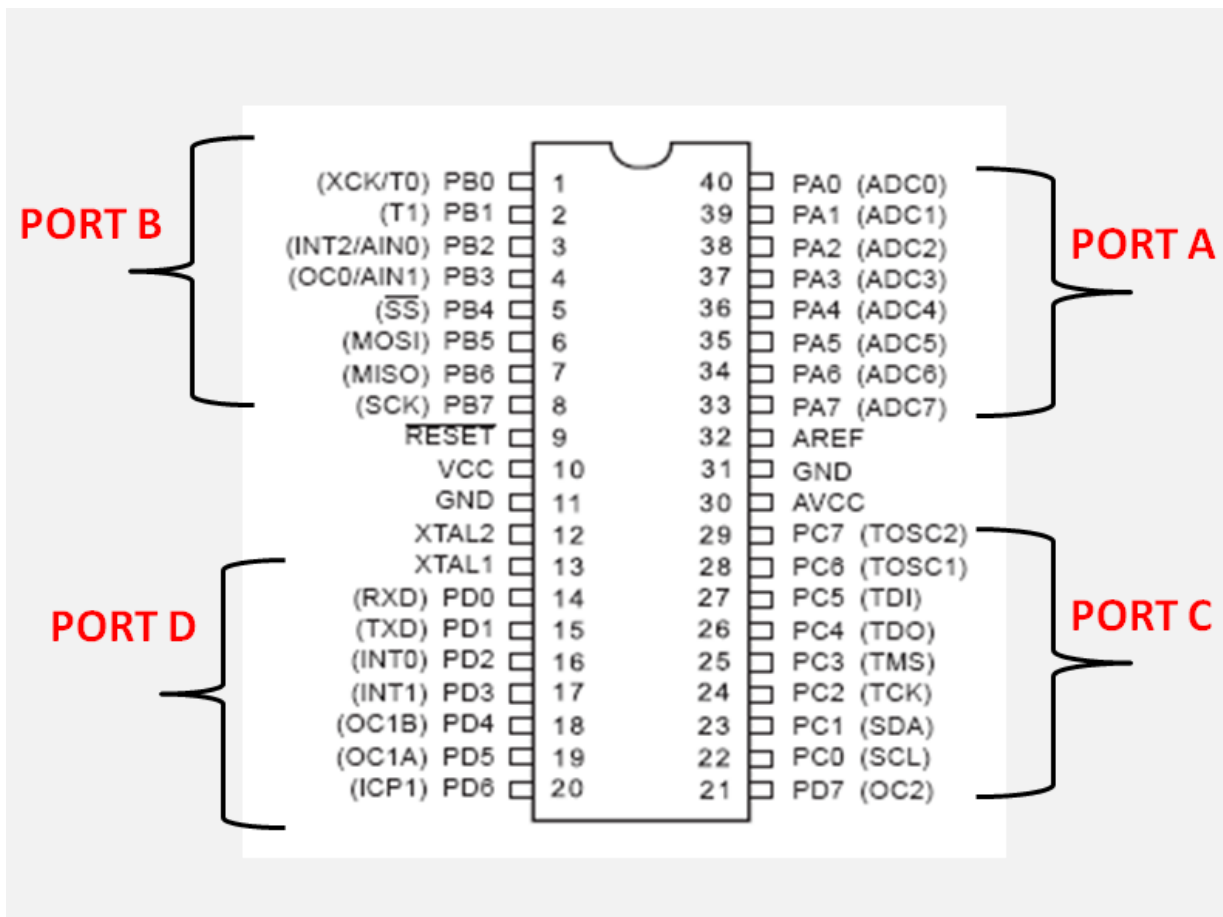 PORT B
(XCK/T0) PB0 1
(T1) PB1 2
(INT2/AIN0) PB2 3
(OC0/AIN1) PB3 4
(S̅S̅) PB4 5
(MOSI) PB5 6
(MISO) PB6 7
(SCK) PB7 8
R̅E̅S̅E̅T̅ 9
VCC 10
GND 11
XTAL2 12
XTAL1 13
PORT D
(RXD) PD0 14
(TXD) PD1 15
(INT0) PD2 16
(INT1) PD3 17
(OC1B) PD4 18
(OC1A) PD5 19
(ICP1) PD6 20
PORT A
40 PA0 (ADC0)
39 PA1 (ADC1)
38 PA2 (ADC2)
37 PA3 (ADC3)
36 PA4 (ADC4)
35 PA5 (ADC5)
34 PA6 (ADC6)
33 PA7 (ADC7)
32 AREF
31 GND
30 AVCC
PORT C
29 PC7 (TOSC2)
28 PC6 (TOSC1)
27 PC5 (TDI)
26 PC4 (TDO)
25 PC3 (TMS)
24 PC2 (TCK)
23 PC1 (SDA)
22 PC0 (SCL)
21 PD7 (OC2)